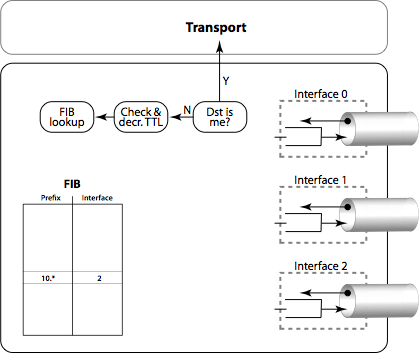 Transport
Y
Interface 0
FIB
lookup
Check &
decr. TTL
N
Dst is
me?
Interface 1
FIB
Prefix Interface
10.* 2
Interface 2